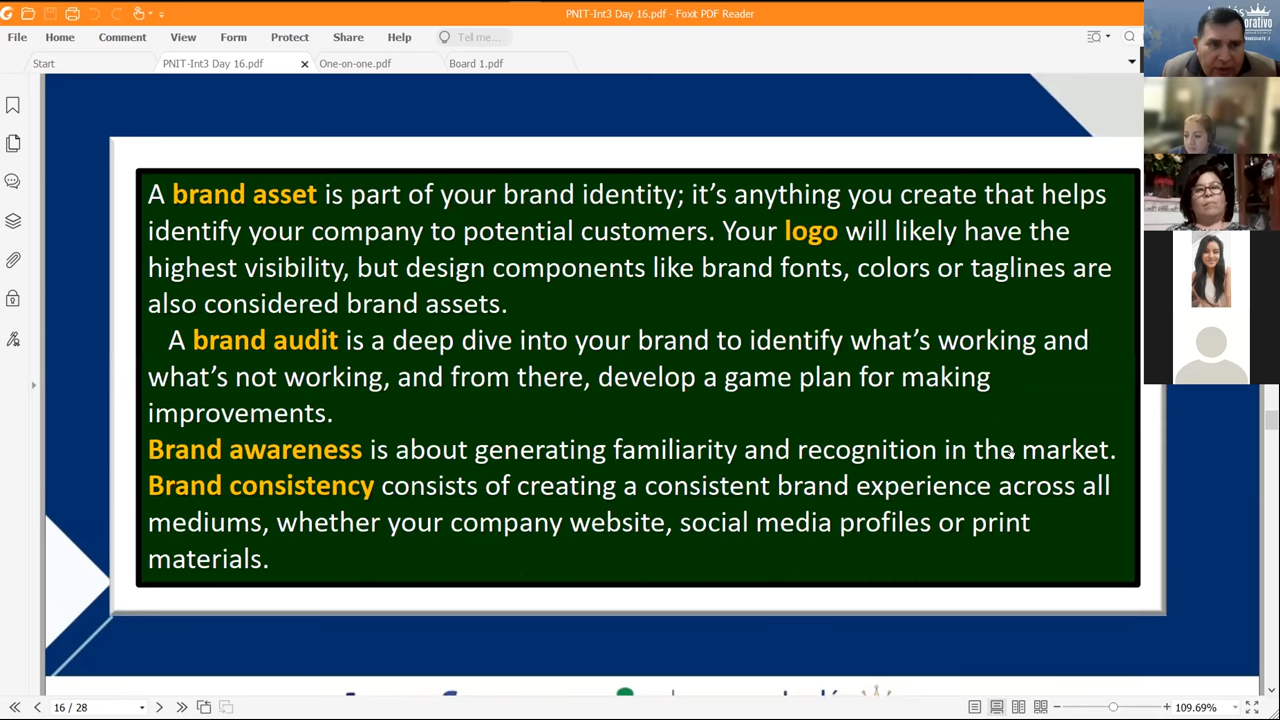 PNIT-Int3 Day 16.pdf - Foxit PDF Reader
File Home Comment View Form Protect Share Help Tell me...
Start PNIT-Int3 Day 16.pdf One-on-one.pdf Board 1.pdf
A brand asset is part of your brand identity; it’s anything you create that helps
identify your company to potential customers. Your logo will likely have the
highest visibility, but design components like brand fonts, colors or taglines are
also considered brand assets.
A brand audit is a deep dive into your brand to identify what’s working and
what’s not working, and from there, develop a game plan for making
improvements.
Brand awareness is about generating familiarity and recognition in the market.
Brand consistency consists of creating a consistent brand experience across all
mediums, whether your company website, social media profiles or print
materials.
16 / 28
109.69%